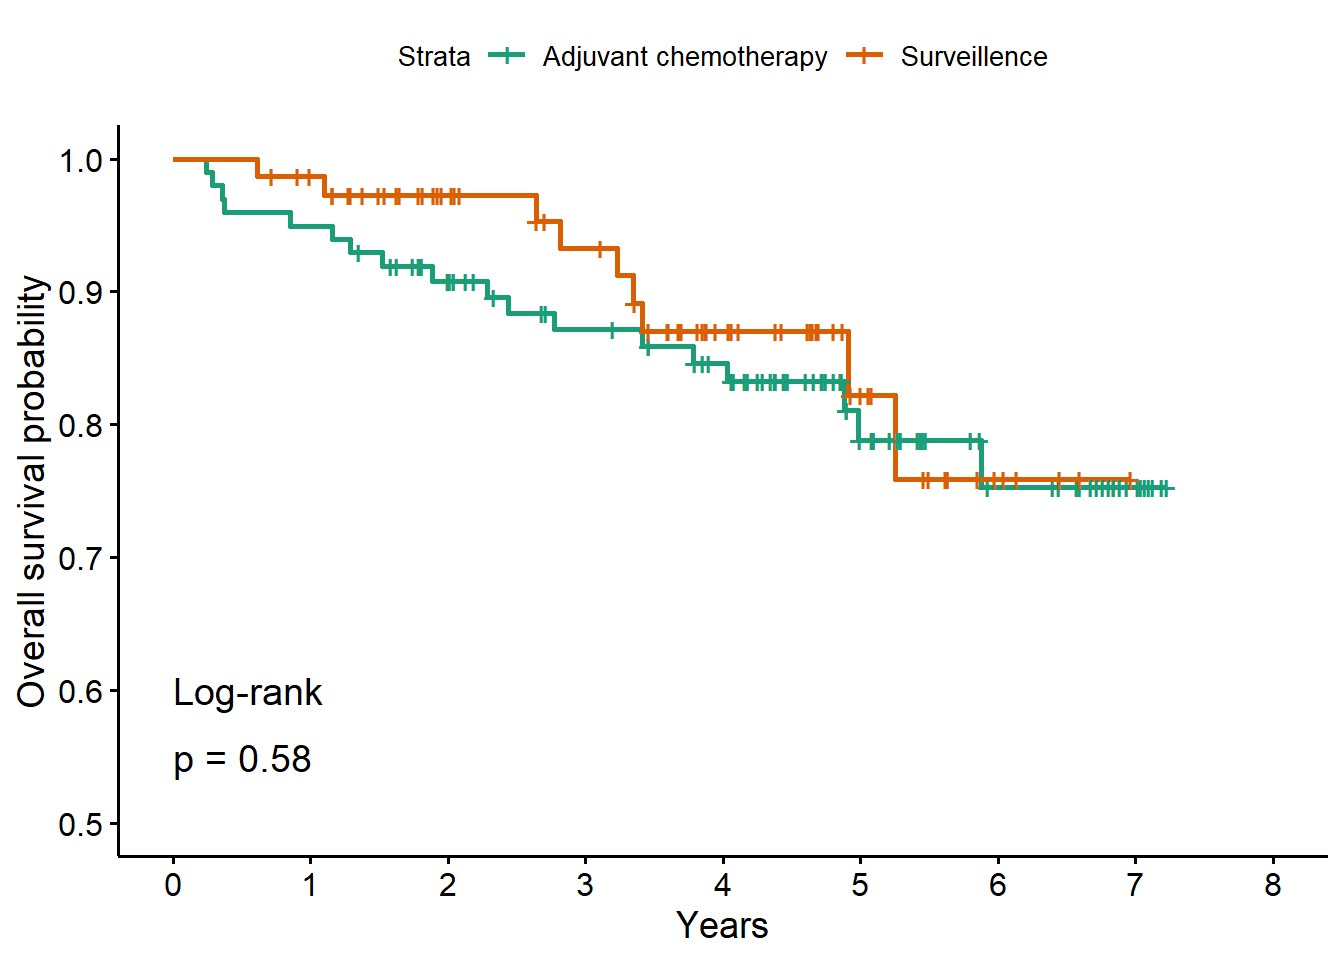 Strata Adjuvant chemotherapy Surveillence
1.0
0.9
0.8
0.7
0.6
0.5
Overall survival probability
Log-rank
p = 0.58
0 1 2 3 4 5 6 7 8
Years